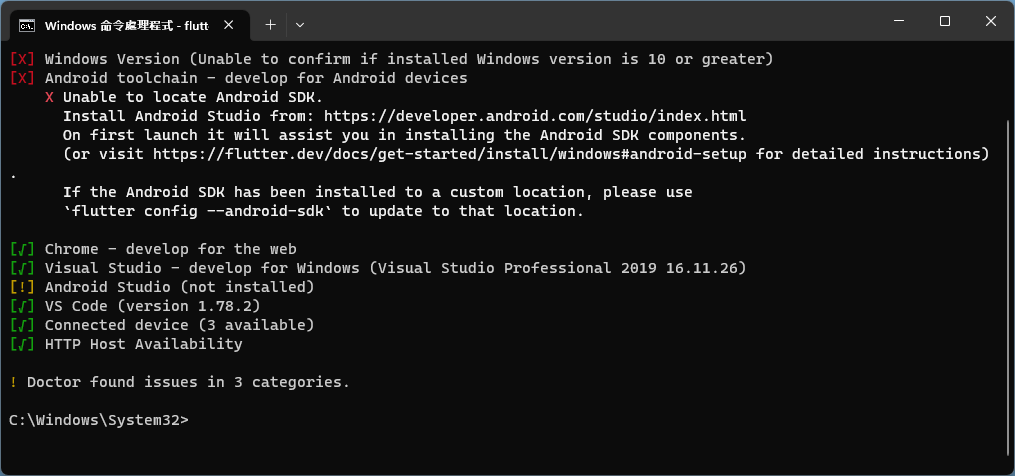 Windows 命令處理程式 - flutt
[X] Windows Version (Unable to confirm if installed Windows version is 10 or greater)
[X] Android toolchain - develop for Android devices
    X Unable to locate Android SDK.
      Install Android Studio from: https://developer.android.com/studio/index.html
      On first launch it will assist you in installing the Android SDK components.
      (or visit https://flutter.dev/docs/get-started/install/windows#android-setup for detailed instructions)
.
      If the Android SDK has been installed to a custom location, please use
      `flutter config --android-sdk` to update to that location.
[√] Chrome - develop for the web
[√] Visual Studio - develop for Windows (Visual Studio Professional 2019 16.11.26)
[!] Android Studio (not installed)
[√] VS Code (version 1.78.2)
[√] Connected device (3 available)
[√] HTTP Host Availability
! Doctor found issues in 3 categories.
C:\Windows\System32>